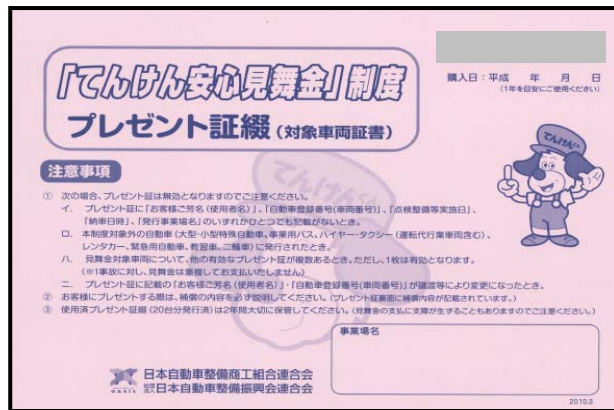 「てんけん安心見舞金」制度
プレゼント証綴(対象車両証書)
購入日:平成 年 月 日
(1年を目安にご使用ください)
てんけんくん
注意事項
① 次の場合、プレゼント証は無効となりますのでご注意ください。
イ. プレゼント証に「お客様ご芳名(使用者名)」、「自動車登録番号(車両番号)」、「点検整備等実施日」、
「納車日時」、「発行事業場名」のいずれかひとつでも記載がないとき。
ロ. 本制度対象外の自動車(大型・小型特殊自動車、事業用バス、ハイヤー・タクシー(運転代行業車両含む)、
レンタカー、緊急用自動車、教習車、二輪車)に発行されたとき。
ハ. 見舞金対象車両について、他の有効なプレゼント証が複数あるとき。ただし、1枚は有効となります。
(※1事故に対し、見舞金は重複してお支払いたしません)
ニ. プレゼント証に記載の「お客様ご芳名(使用者名)」・「自動車登録番号(車両番号)」が譲渡等により変更になったとき。
② お客様にプレゼントする際は、補償の内容を必ず説明してください。(プレゼント証裏面に補償内容が記載されています。)
③ 使用済プレゼント証綴(20台分発行済)は2年間大切に保管してください。(見舞金の支払に支障が生ずることもありますのでご注意ください。)
事業場名
日本自動車整備商工組合連合会
社団法人日本自動車整備振興会連合会
2010.3